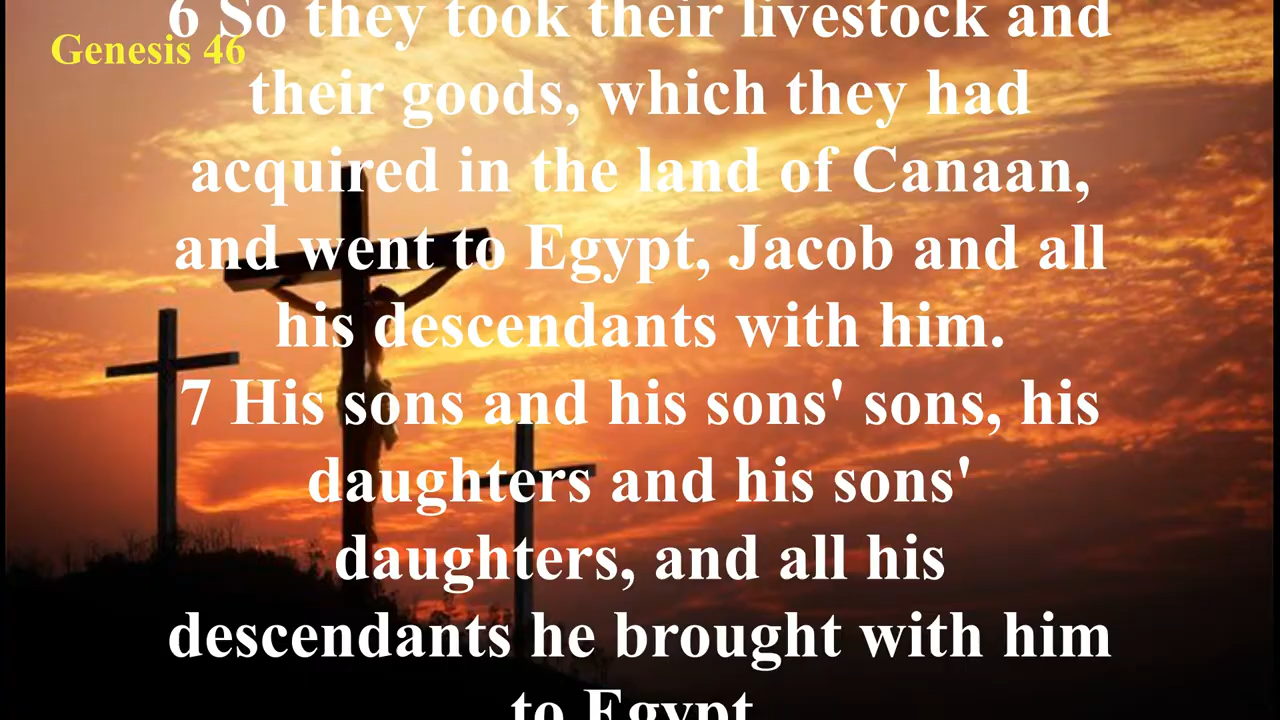 Genesis 46
6 So they took their livestock and
their goods, which they had
acquired in the land of Canaan,
and went to Egypt, Jacob and all
his descendants with him.
7 His sons and his sons' sons, his
daughters and his sons'
daughters, and all his
descendants he brought with him
to Egypt